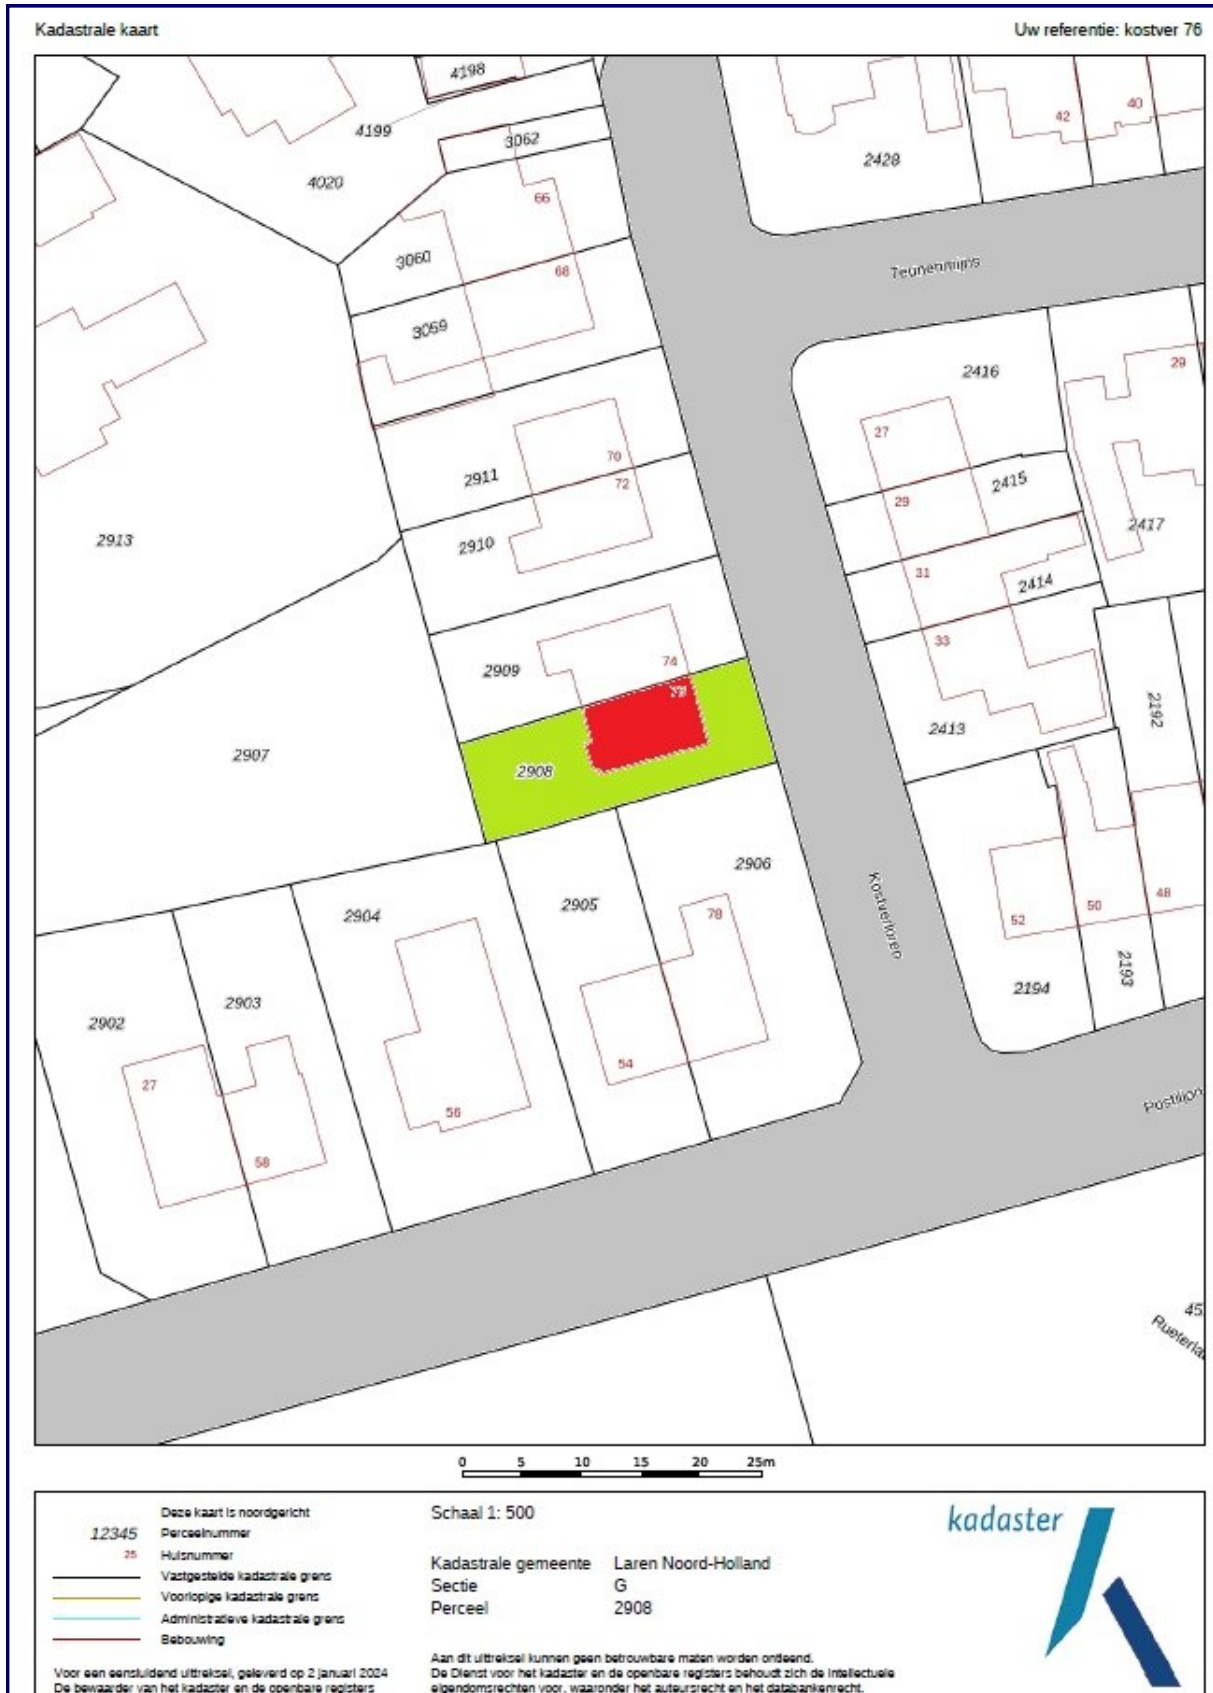 Kadastrale kaart
Uw referentie: kostver 76
4198
4199
3062
4020
66
3060
68
3059
2428
42
40
Teunenmijns
2416
29
27
2911
70
72
2415
29
2417
2910
31
2414
2913
33
2909
74
2413
2192
2907
2908
2906
2904
2905
78
Kostverloren
52
50
48
2903
2902
2194
2193
27
54
56
58
Postiljon
45
0 5 10 15 20 25m
Deze kaart is noordgericht
12345 Perceelnummer
25 Huisnummer
Vastgestelde kadastrale grens
Voorlopige kadastrale grens
Administratieve kadastrale grens
Bebouwing
Voor een eensluidend uittreksel, geleverd op 2 januari 2024
De bewaarder van het kadaster en de openbare registers
Schaal 1: 500
Kadastrale gemeente Laren Noord-Holland
Sectie G
Perceel 2908
Aan dit uittreksel kunnen geen betrouwbare maten worden ontleend.
De Dienst voor het kadaster en de openbare registers behoudt zich de intellectuele
eigendomsrechten voor, waaronder het auteursrecht en het databankenrecht.
kadaster